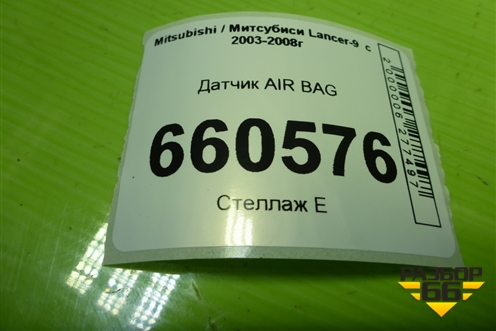 Mitsubishi / Митсубиси Lancer-9 с
2003-2008г
Датчик AIR BAG
660576
Стеллаж Е
2000006277497
РАЗБОР
66